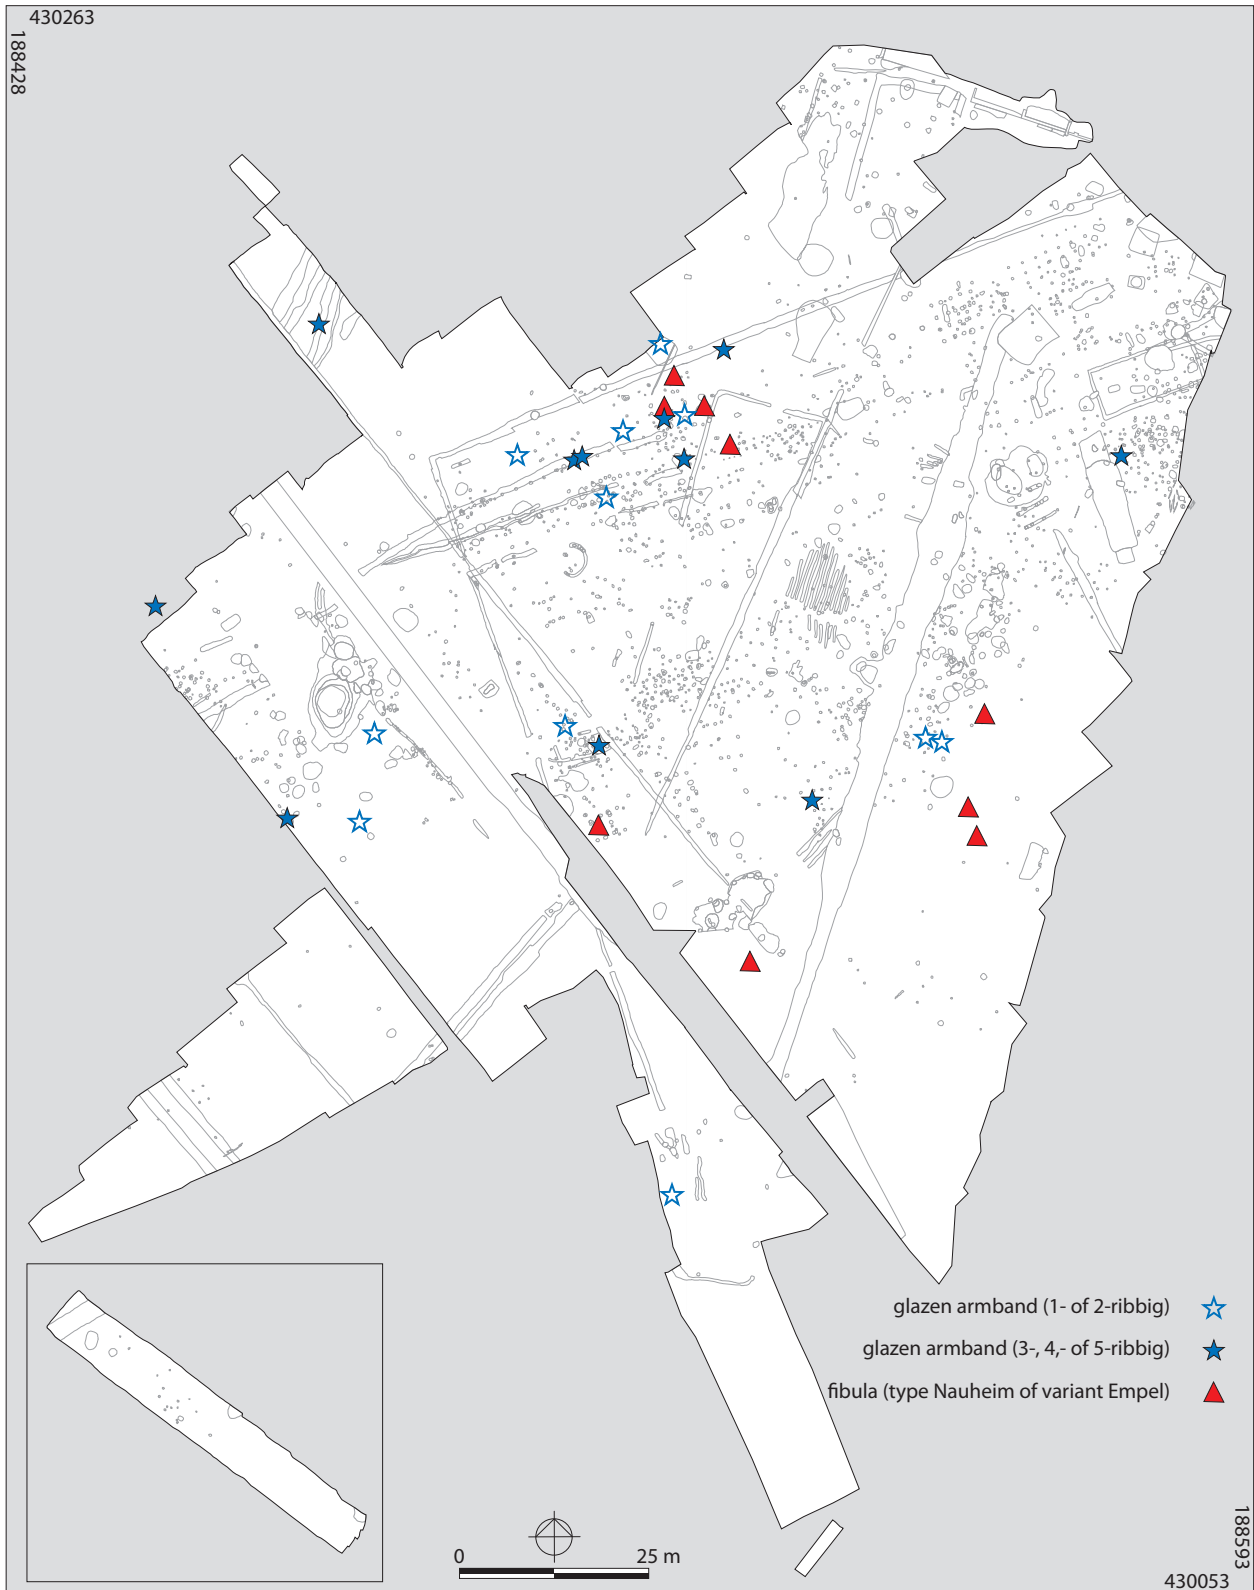 430263
188428
glazen armband (1- of 2-ribbig)
glazen armband (3-, 4,- of 5-ribbig)
fibula (type Nauheim of variant Empel)
0 25 m
188593
430053